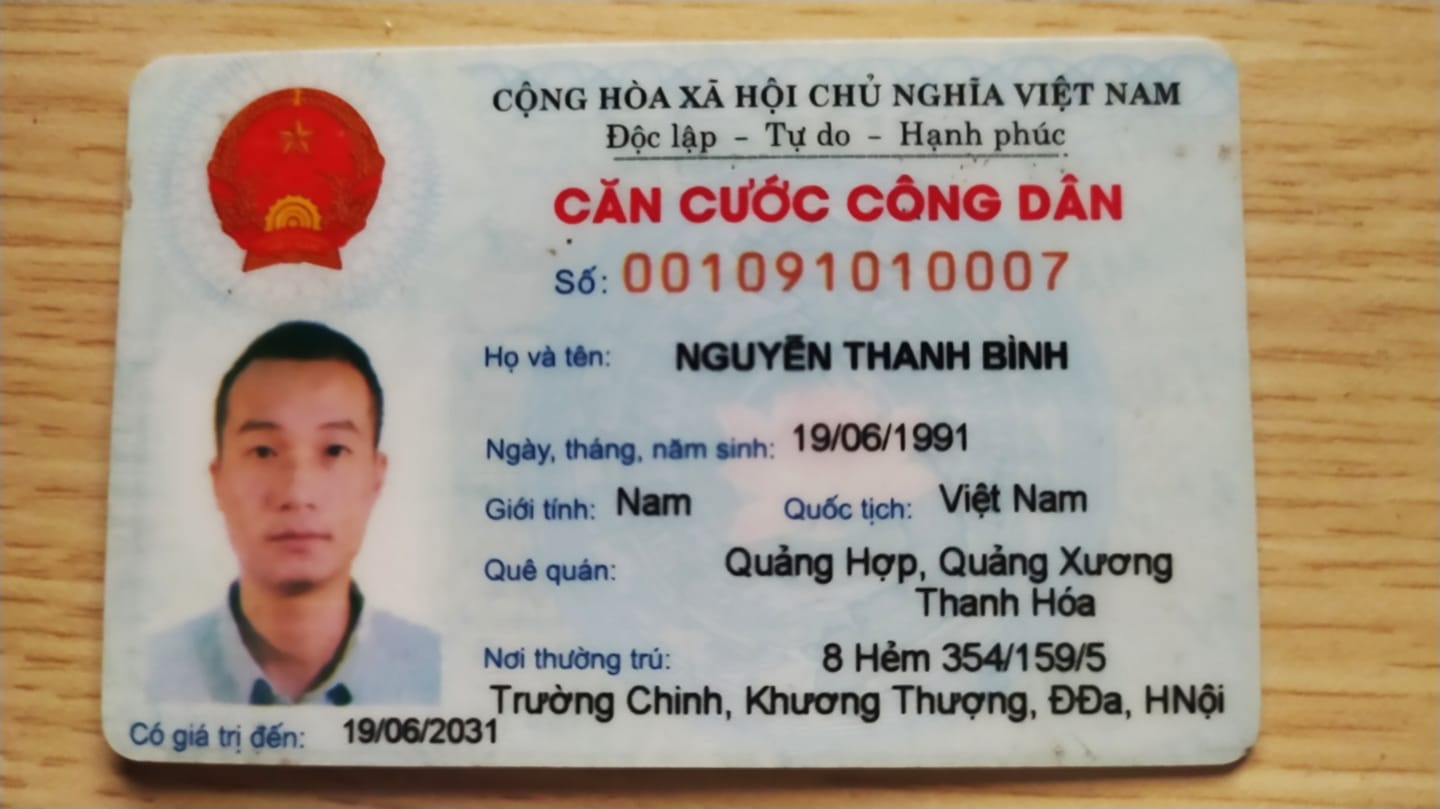 CỘNG HÒA XÃ HỘI CHỦ NGHĨA VIỆT NAM
Độc lập - Tự do - Hạnh phúc
CĂN CƯỚC CÔNG DÂN
Số: 001091010007
Họ và tên: NGUYỄN THANH BÌNH
Ngày, tháng, năm sinh: 19/06/1991
Giới tính: Nam Quốc tịch: Việt Nam
Quê quán: Quảng Hợp, Quảng Xương
Thanh Hóa
Nơi thường trú: 8 Hẻm 354/159/5
Trường Chinh, Khương Thượng, ĐĐa, HNội
Có giá trị đến: 19/06/2031